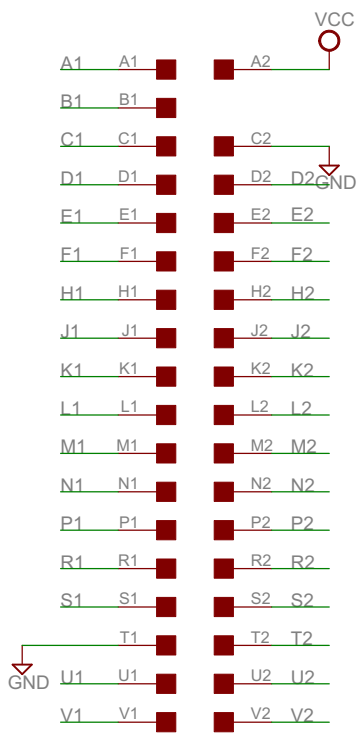 VCC
A1 A1 A2
B1 B1
C1 C1 C2
D1 D1 D2 D2 GND
E1 E1 E2 E2
F1 F1 F2 F2
H1 H1 H2 H2
J1 J1 J2 J2
K1 K1 K2 K2
L1 L1 L2 L2
M1 M1 M2 M2
N1 N1 N2 N2
P1 P1 P2 P2
R1 R1 R2 R2
S1 S1 S2 S2
T1 T2 T2
GND U1 U1 U2 U2
V1 V1 V2 V2